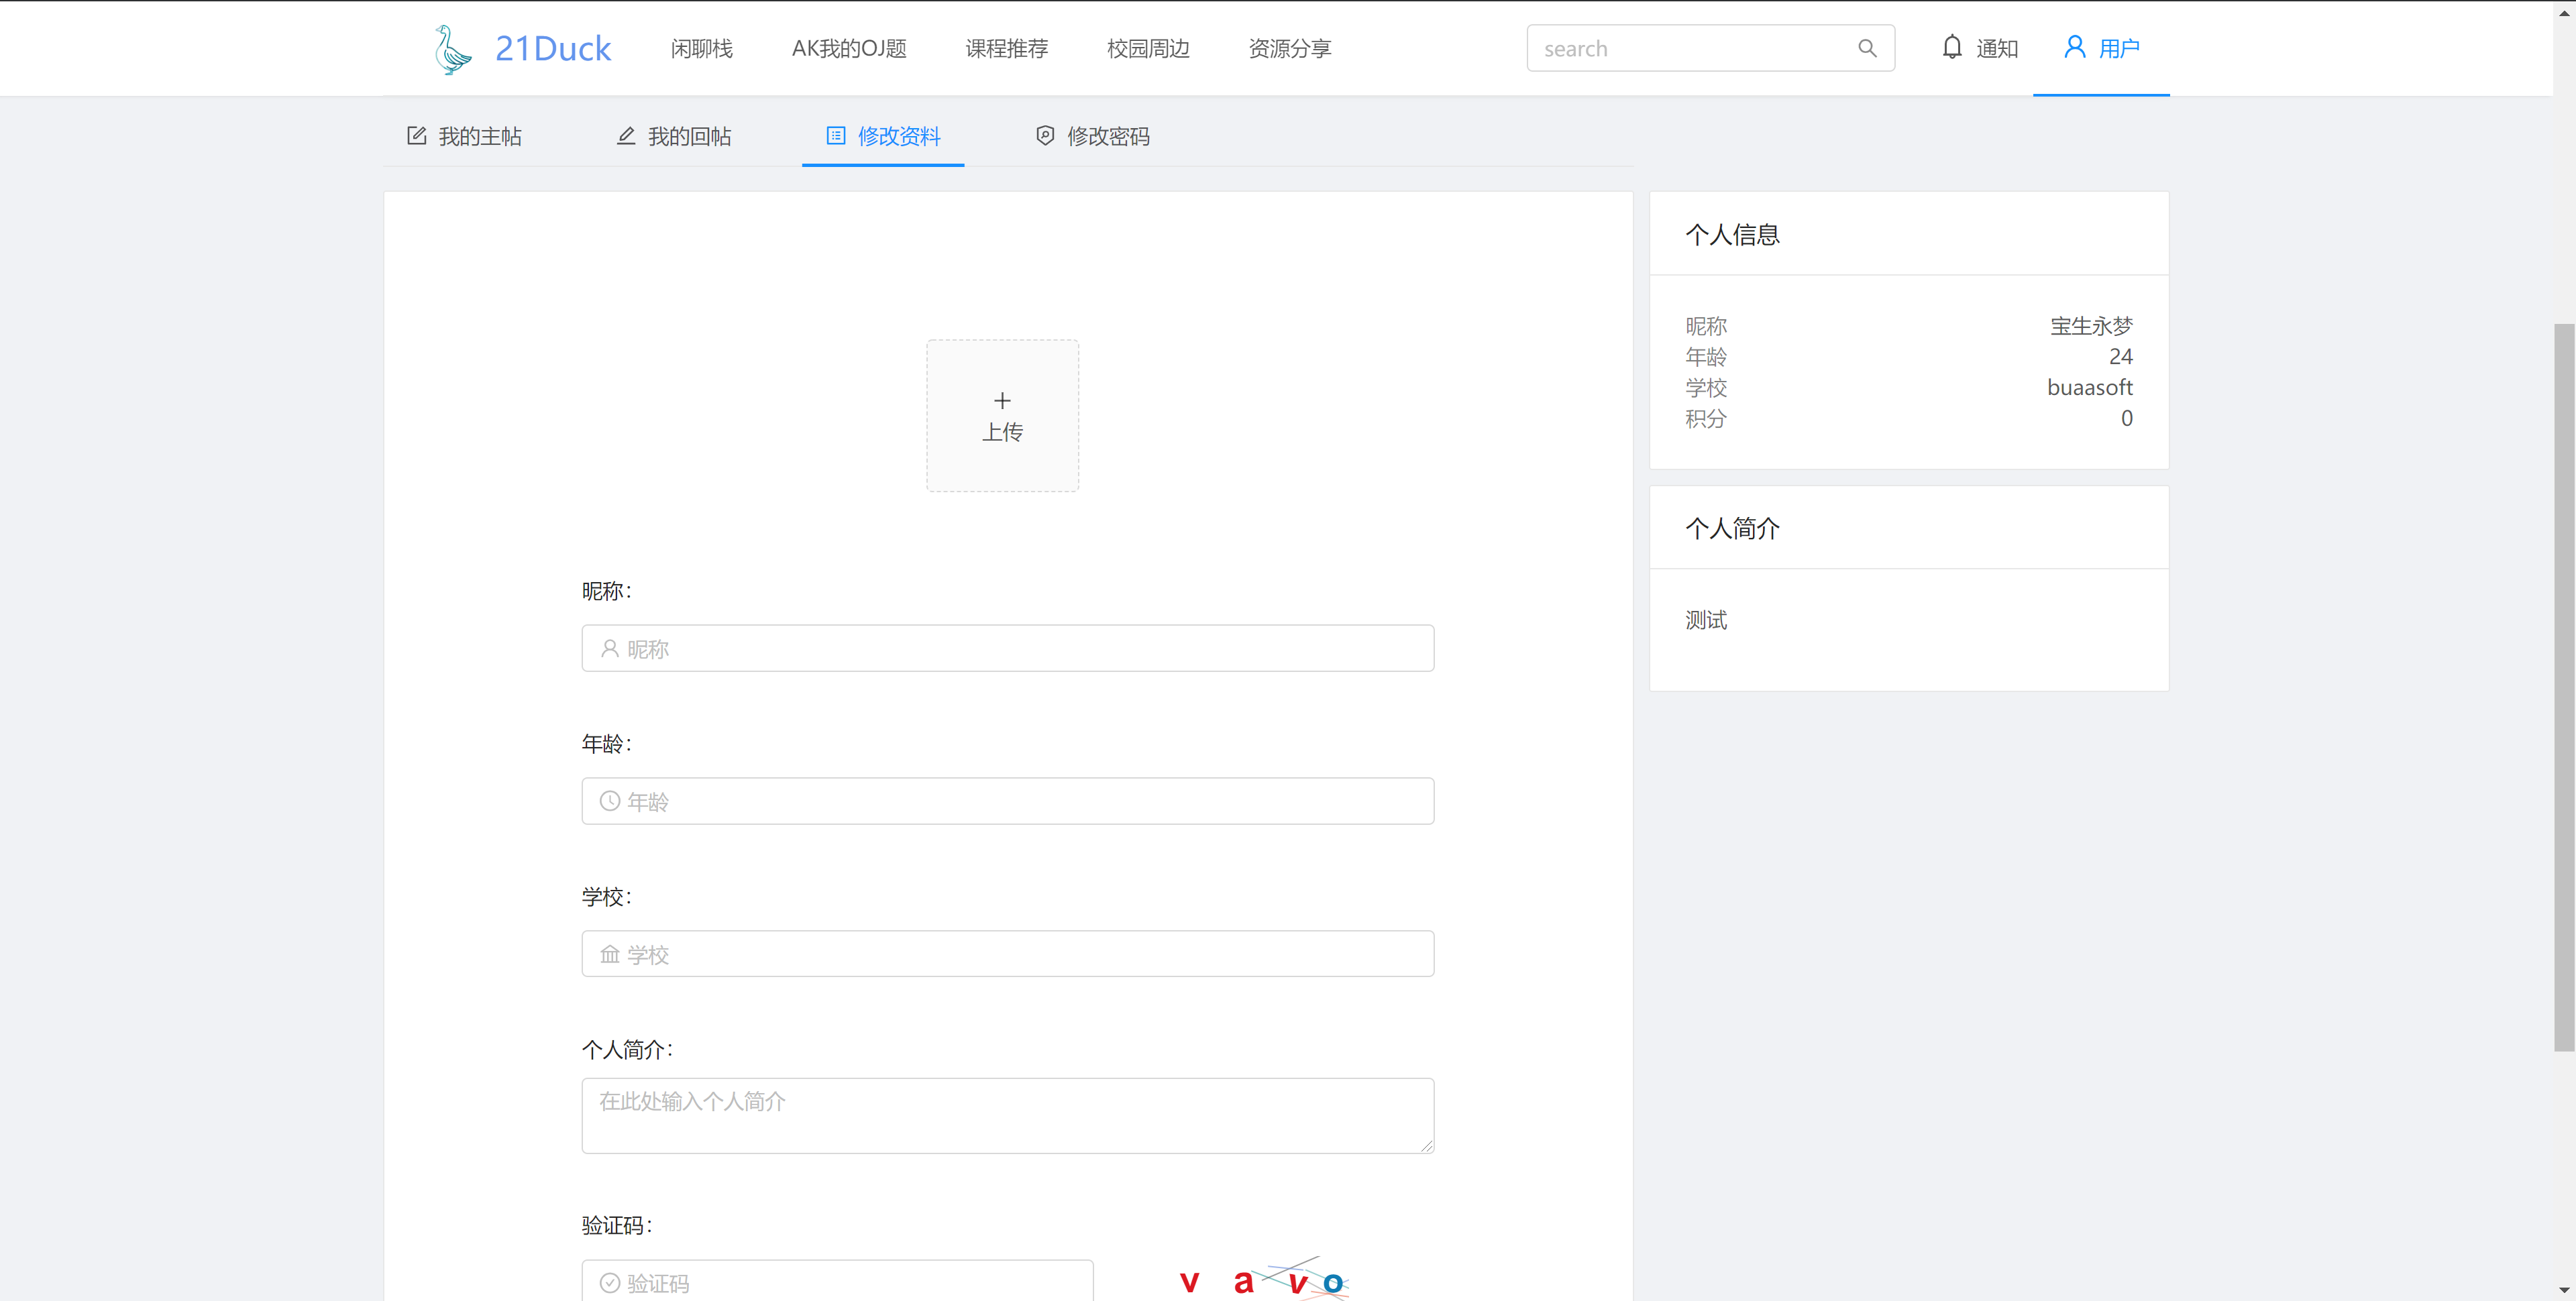 21Duck 闲聊栈 AK我的OJ题 课程推荐 校园周边 资源分享 search 通知 用户
我的主帖 我的回帖 修改资料 修改密码
上传
昵称：
昵称
年龄：
年龄
学校：
学校
个人简介：
在此处输入个人简介
验证码：
验证码
v a v o
个人信息
昵称 宝生永梦
年龄 24
学校 buaasoft
积分 0
个人简介
测试